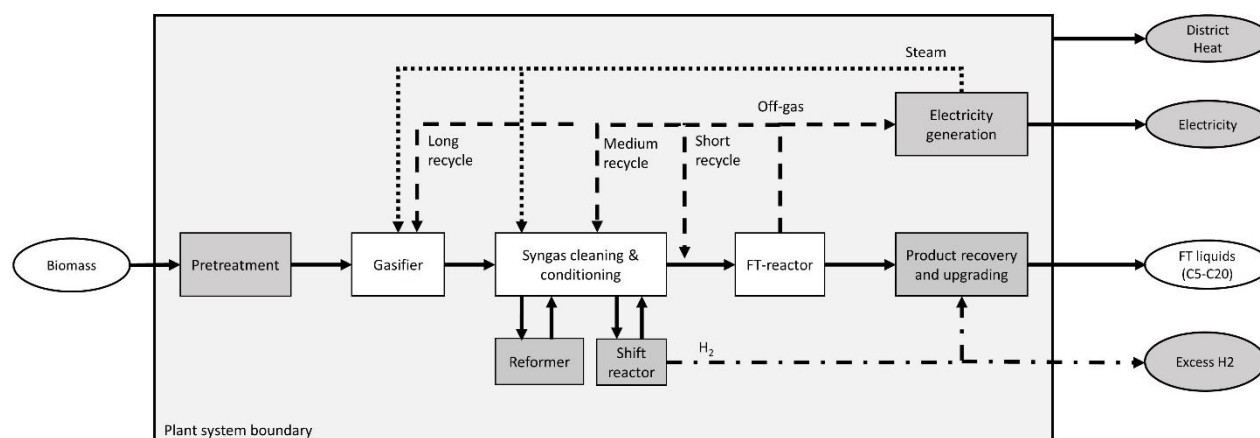 District
Heat
Steam
Off-gas
Electricity
generation
Electricity
Long
recycle
Medium
recycle
Short
recycle
Biomass
Pretreatment
Gasifier
Syngas cleaning &
conditioning
FT-reactor
Product recovery
and upgrading
FT liquids
(C5-C20)
Reformer
Shift
reactor
H2
Excess H2
Plant system boundary